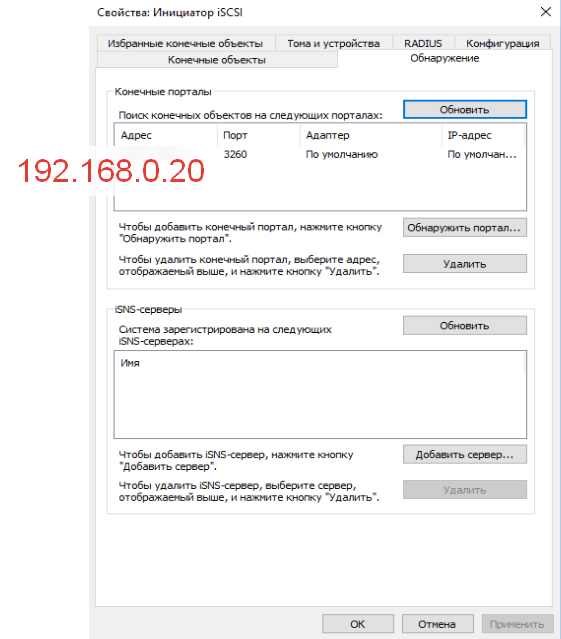 Свойства: Инициатор iSCSI
Избранные конечные объекты Тома и устройства RADIUS Конфигурация
Конечные объекты Обнаружение
Конечные порталы
Поиск конечных объектов на следующих порталах: Обновить
Адрес Порт Адаптер IP-адрес
192.168.0.20 3260 По умолчанию По умолчан...
Чтобы добавить конечный портал, нажмите кнопку
"Обнаружить портал". Обнаружить портал...
Чтобы удалить конечный портал, выберите адрес,
отображаемый выше, и нажмите кнопку "Удалить". Удалить
iSNS-серверы
Система зарегистрирована на следующих
iSNS-серверах: Обновить
Имя
Чтобы добавить iSNS-сервер, нажмите кнопку
"Добавить сервер". Добавить сервер...
Чтобы удалить iSNS-сервер, выберите сервер,
отображаемый выше, и нажмите кнопку "Удалить". Удалить
ОК Отмена Применить